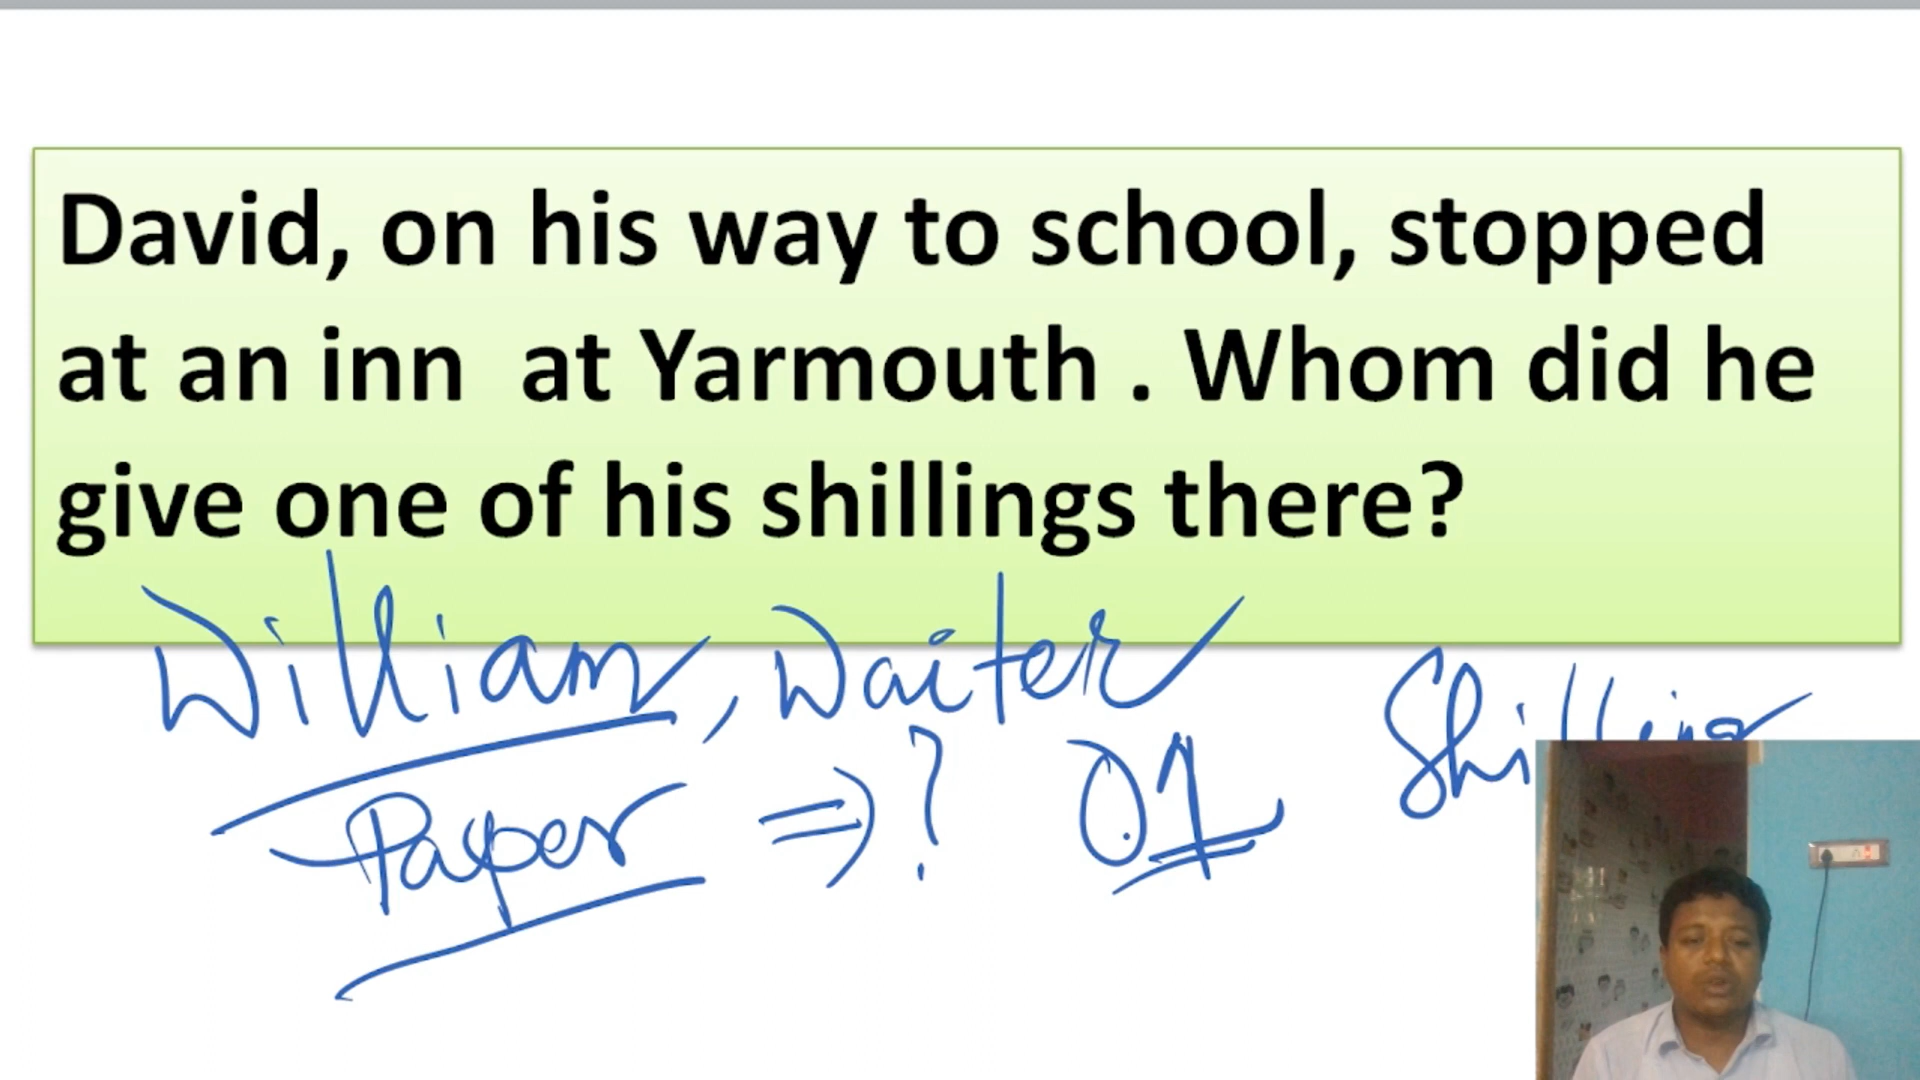 David, on his way to school, stopped
at an inn at Yarmouth . Whom did he
give one of his shillings there?
William, Waiter
Shilling
Paper => ? 01